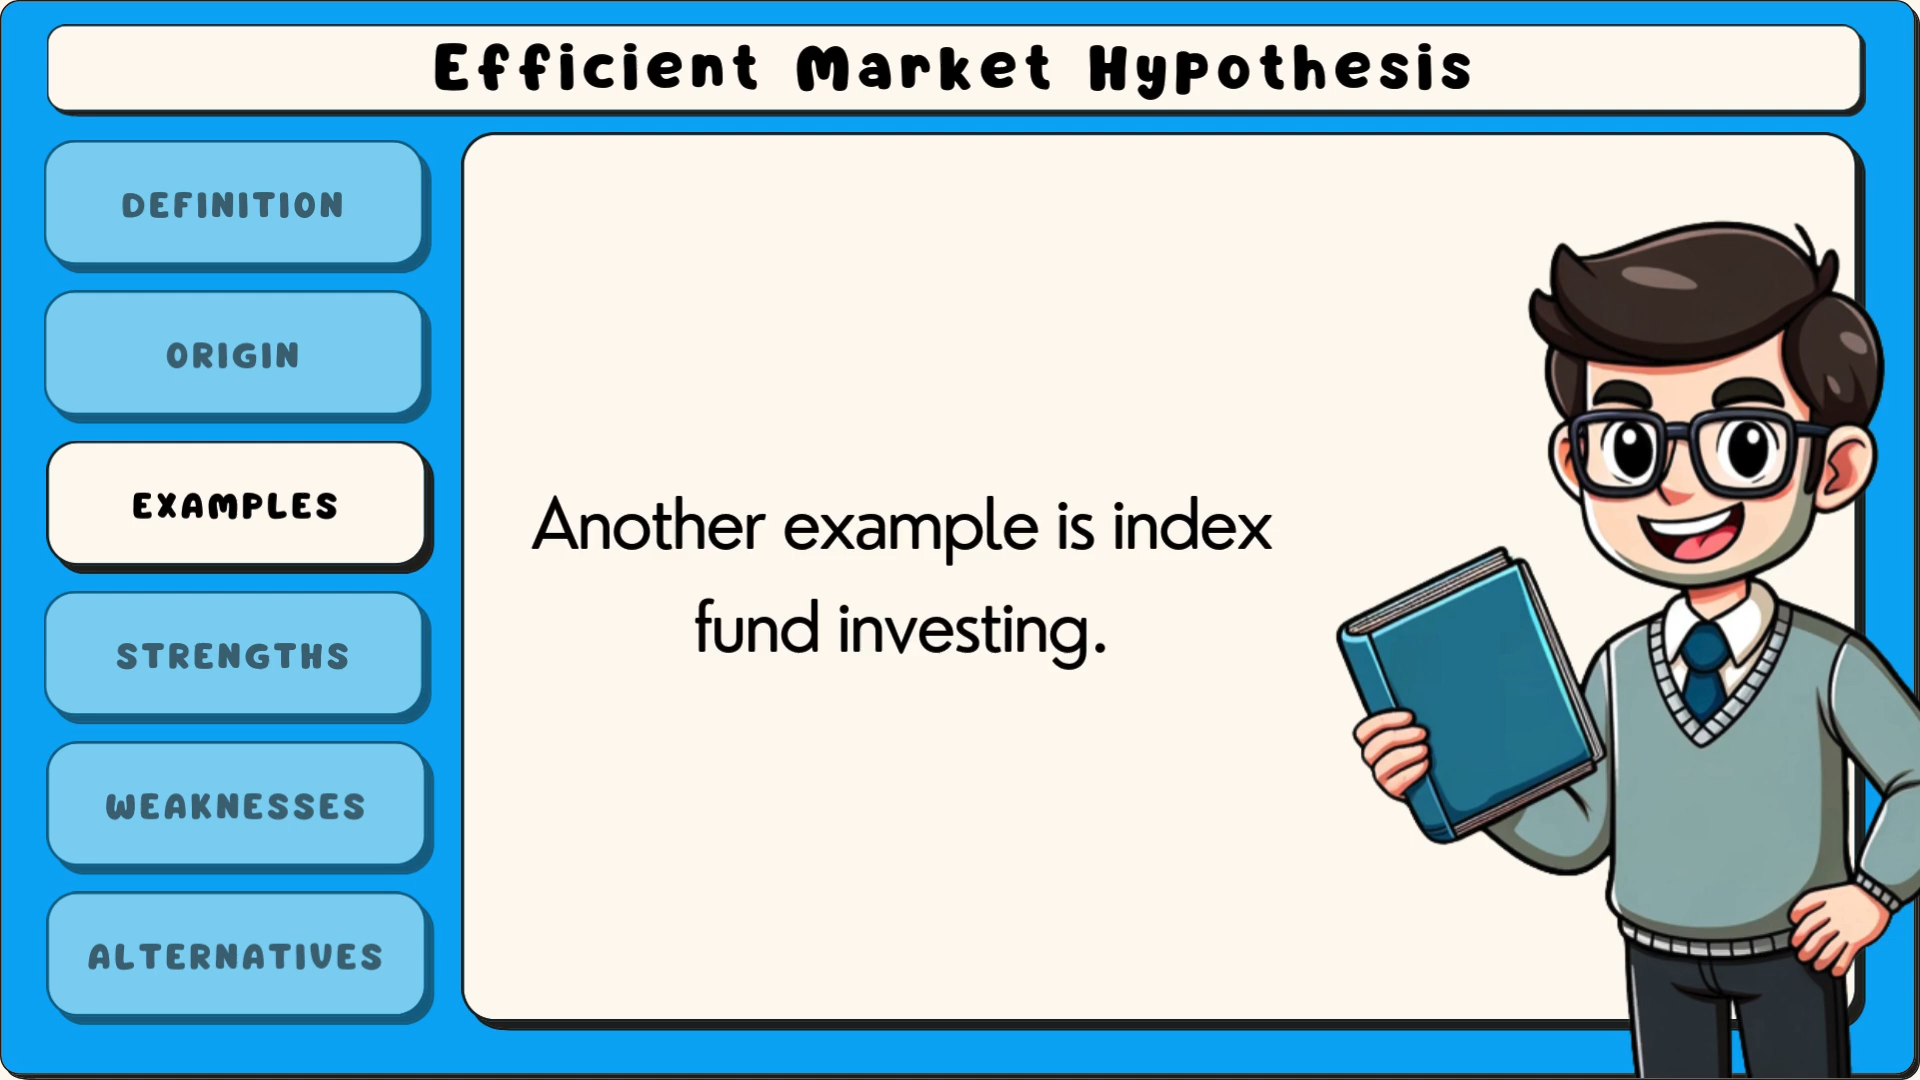 Efficient Market Hypothesis
DEFINITION
ORIGIN
EXAMPLES
STRENGTHS
WEAKNESSES
ALTERNATIVES
Another example is index
fund investing.